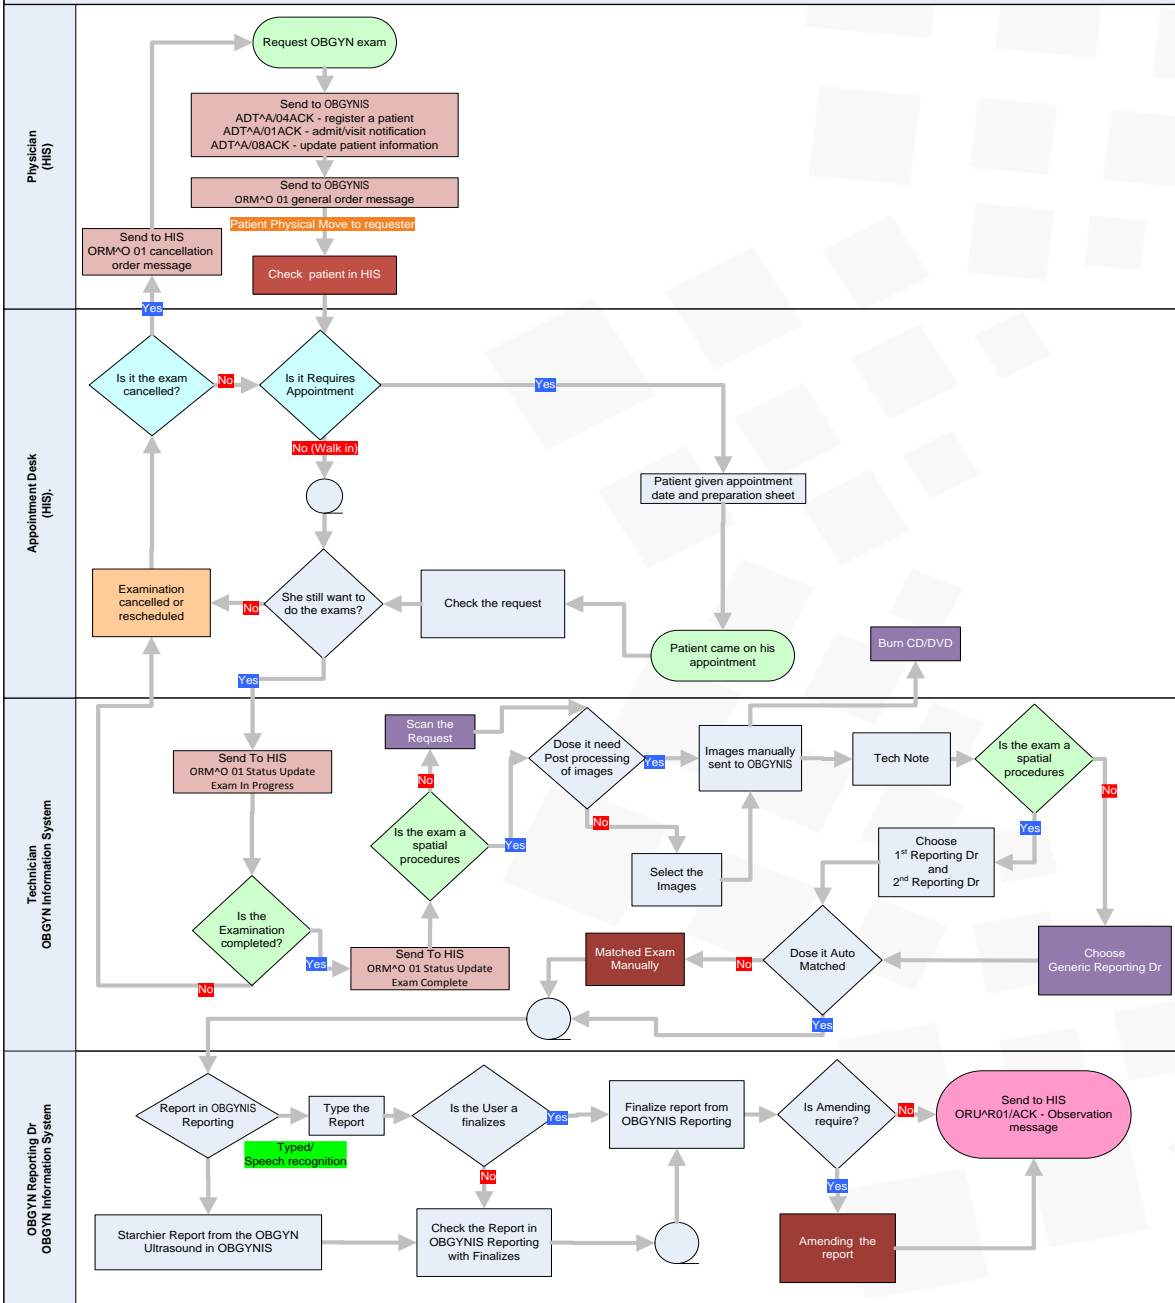 Physician
(HIS)
Request OBGYN exam
Send to OBGYNIS
ADT^A/04ACK - register a patient
ADT^A/01ACK - admit/visit notification
ADT^A/08ACK - update patient information
Send to OBGYNIS
ORM^O 01 general order message
Patient Physical Move to requester
Send to HIS
ORM^O 01 cancellation
order message
Check patient in HIS
Yes
Appointment Desk
(HIS).
Is it the exam
cancelled?
No
Is it Requires
Appointment
Yes
No (Walk in)
Patient given appointment
date and preparation sheet
Examination
cancelled or
rescheduled
No
She still want to
do the exams?
Check the request
Patient came on his
appointment
Burn CD/DVD
Yes
Technician
OBGYN Information System
Send To HIS
ORM^O 01 Status Update
Exam In Progress
Scan the
Request
No
Is the exam a
spatial
procedures
Yes
Dose it need
Post processing
of images
Yes
No
Images manually
sent to OBGYNIS
Tech Note
Is the exam a
spatial
procedures
No
Yes
Select the
Images
Choose
1st Reporting Dr
and
2nd Reporting Dr
Is the
Examination
completed?
Yes
No
Send To HIS
ORM^O 01 Status Update
Exam Complete
Matched Exam
Manually
No
Dose it Auto
Matched
Yes
Choose
Generic Reporting Dr
OBGYN Reporting Dr
OBGYN Information System
Report in OBGYNIS
Reporting
Typed/
Speech recognition
Type the
Report
Is the User a
finalizes
Yes
No
Finalize report from
OBGYNIS Reporting
Is Amending
require?
No
Yes
Send to HIS
ORU^R01/ACK - Observation
message
Starchier Report from the OBGYN
Ultrasound in OBGYNIS
Check the Report in
OBGYNIS Reporting
with Finalizes
Amending the
report